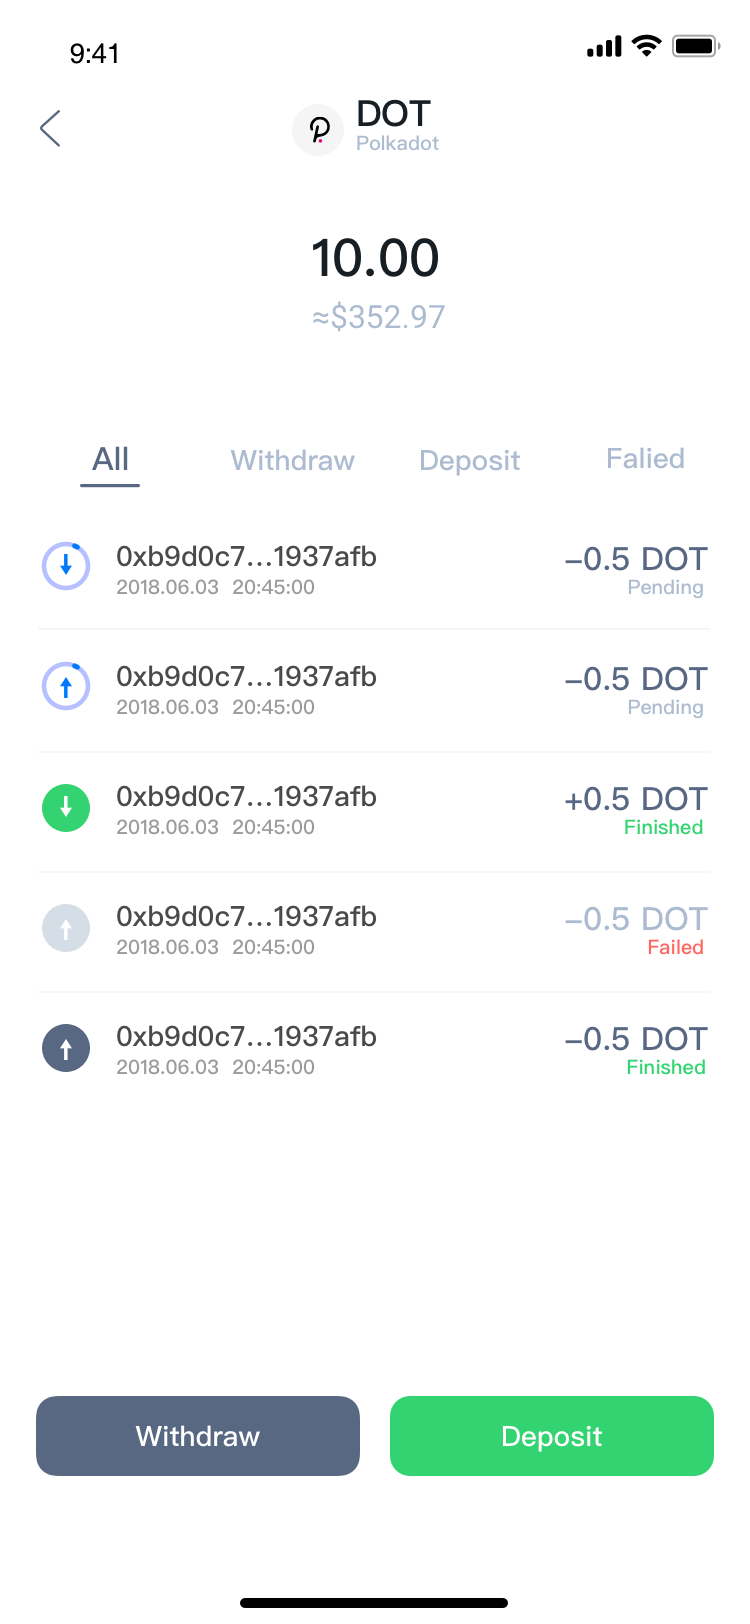 9:41
DOT
Polkadot
10.00
≈$352.97
All Withdraw Deposit Falied
0xb9d0c7...1937afb −0.5 DOT
2018.06.03 20:45:00 Pending
0xb9d0c7...1937afb −0.5 DOT
2018.06.03 20:45:00 Pending
0xb9d0c7...1937afb +0.5 DOT
2018.06.03 20:45:00 Finished
0xb9d0c7...1937afb −0.5 DOT
2018.06.03 20:45:00 Failed
0xb9d0c7...1937afb −0.5 DOT
2018.06.03 20:45:00 Finished
Withdraw Deposit